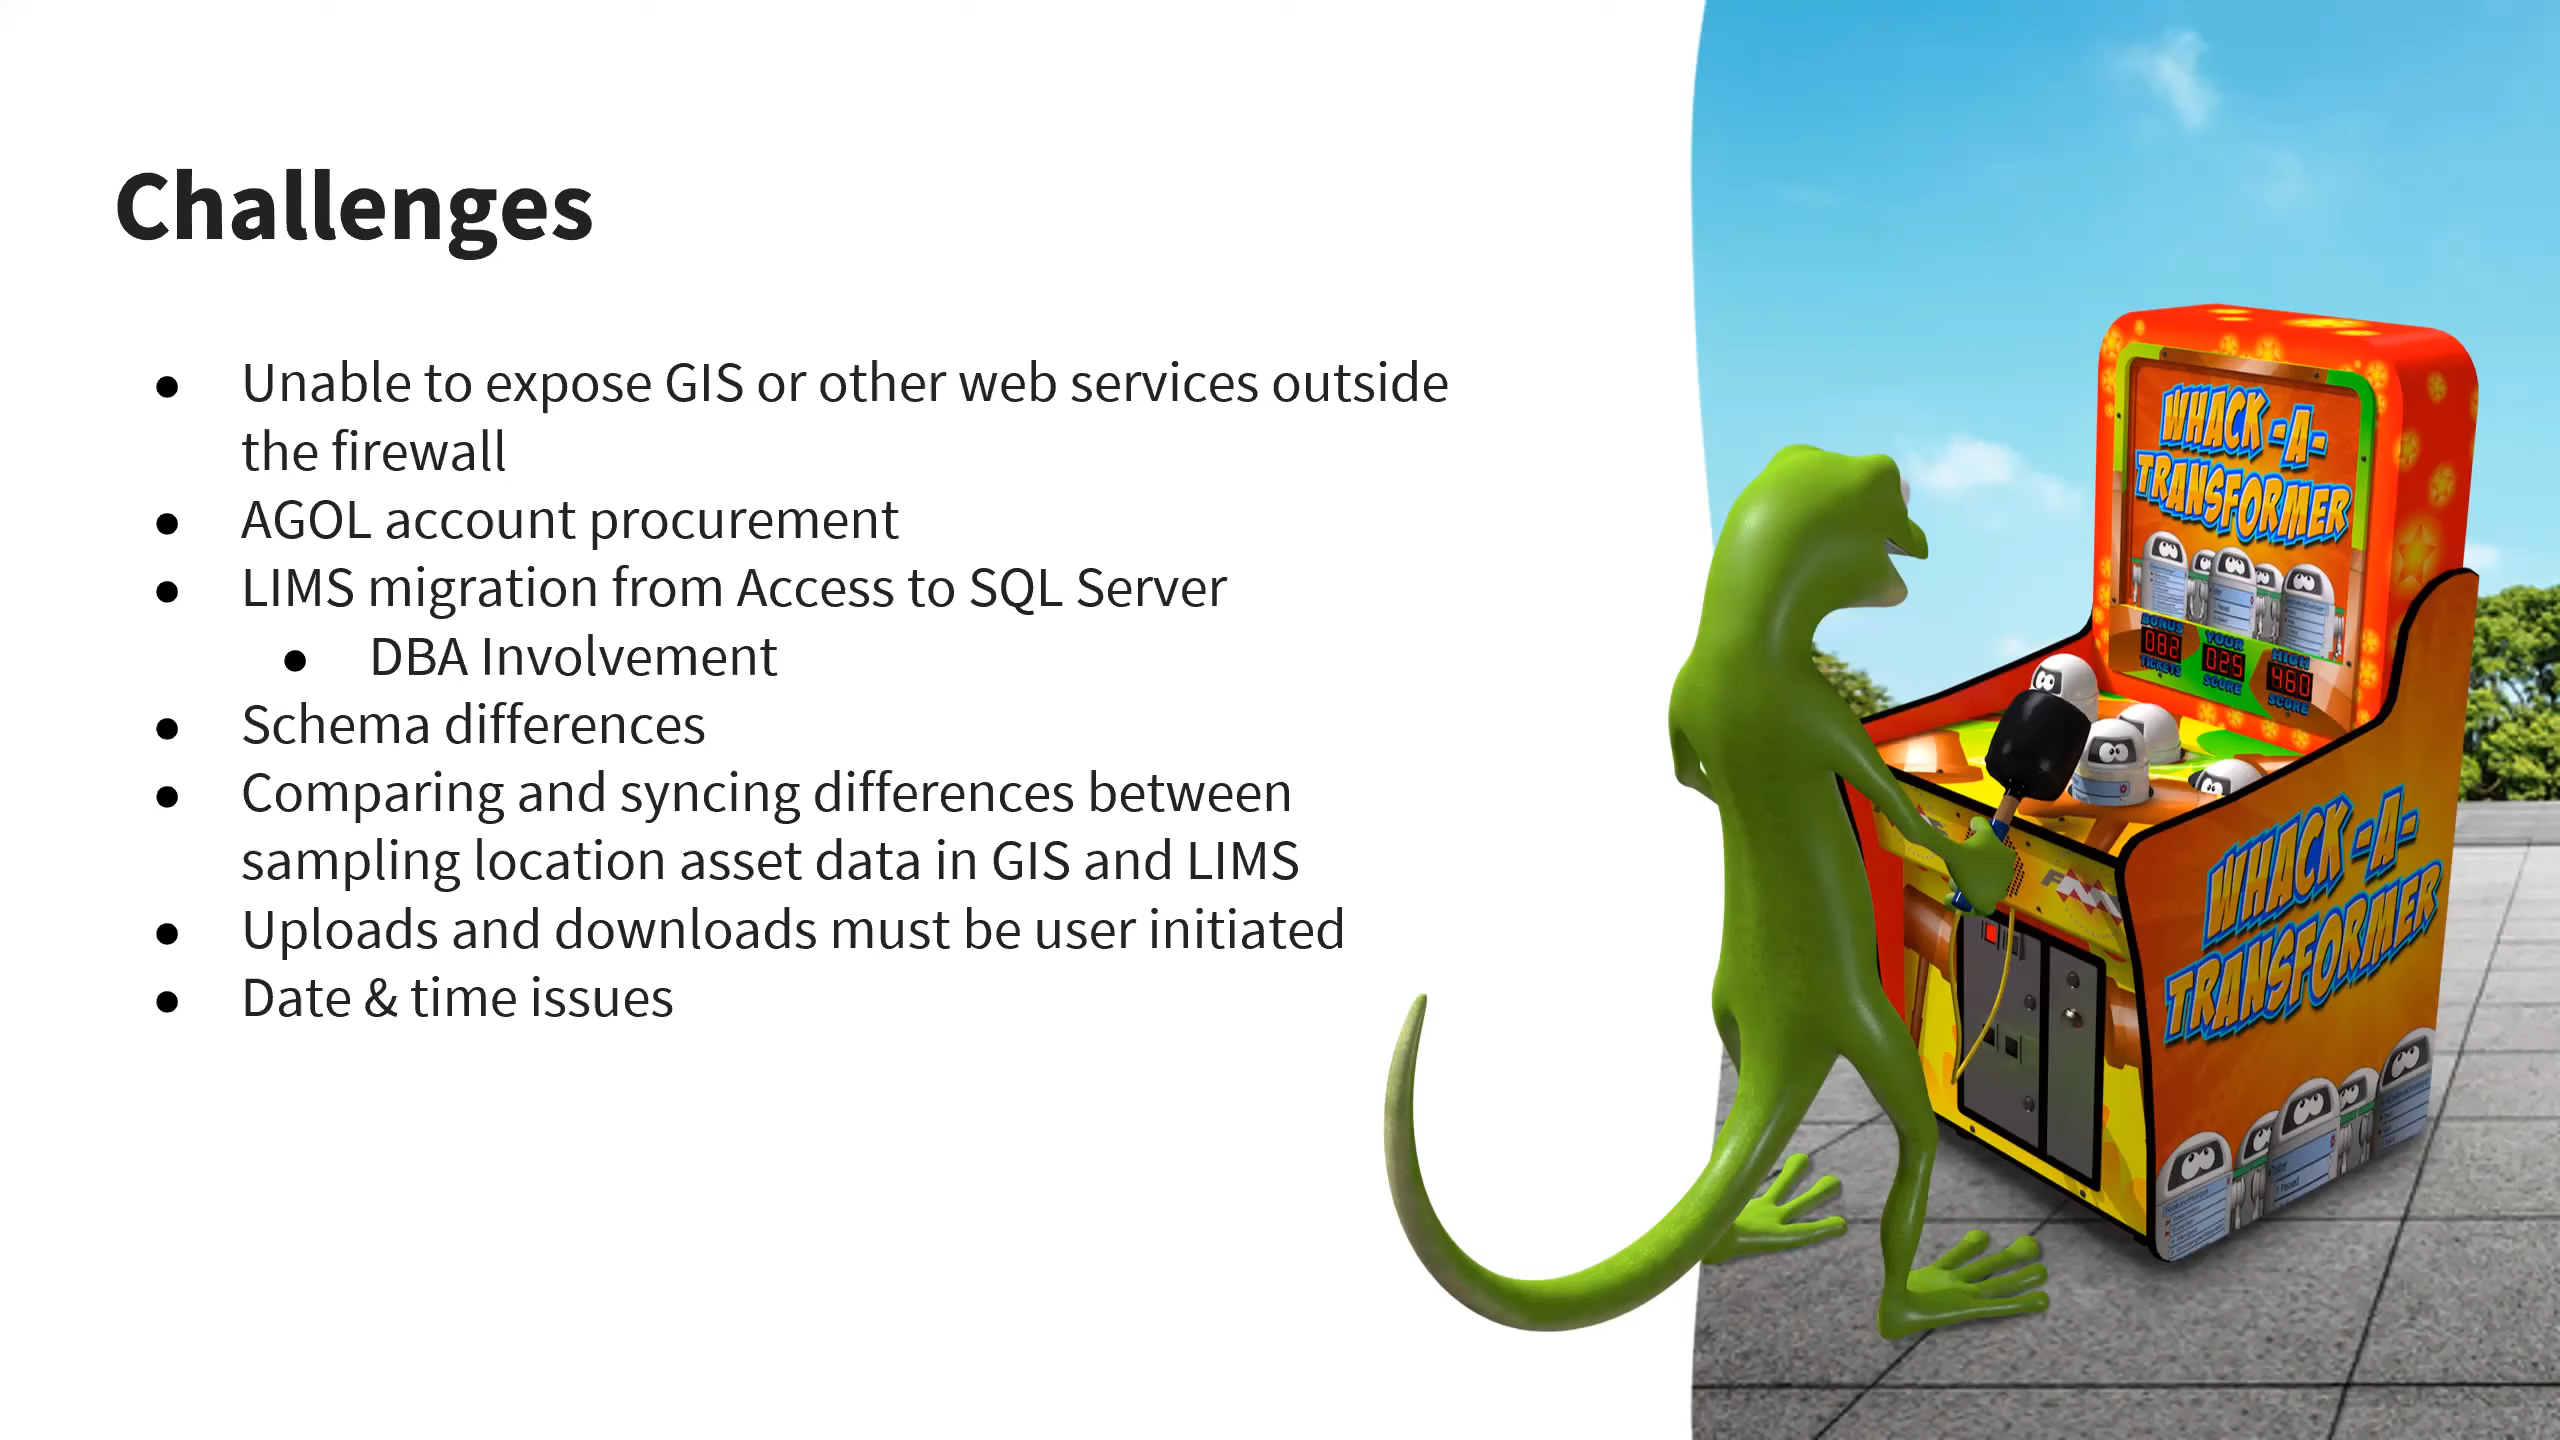 Challenges
● Unable to expose GIS or other web services outside
the firewall
● AGOL account procurement
● LIMS migration from Access to SQL Server
● DBA Involvement
● Schema differences
● Comparing and syncing differences between
sampling location asset data in GIS and LIMS
● Uploads and downloads must be user initiated
● Date & time issues
WHACK-A-
TRANSFORMER
BONUS
082
TICKETS
YOUR
025
SCORE
HIGH
460
SCORE
WHACK-A-
TRANSFORMER
Tester
Passed